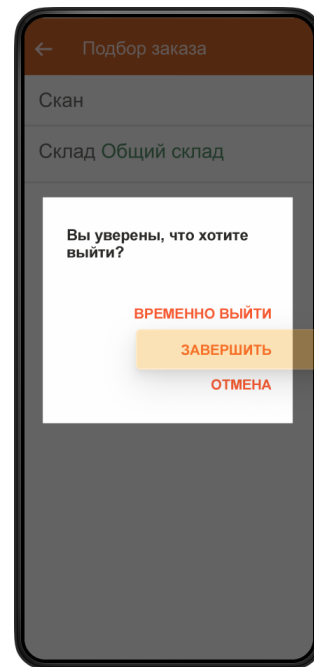 Подбор заказа
Скан
Склад Общий склад
Вы уверены, что хотите
выйти?
ВРЕМЕННО ВЫЙТИ
ЗАВЕРШИТЬ
ОТМЕНА